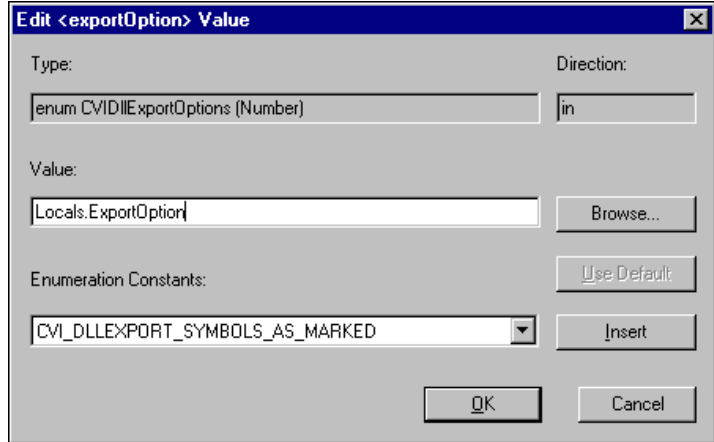 Edit <exportOption> Value
Type:
Direction:
enum CVIDllExportOptions (Number)
in
Value:
Locals.ExportOption
Browse...
Enumeration Constants:
Use Default
CVI_DLLEXPORT_SYMBOLS_AS_MARKED
Insert
OK
Cancel